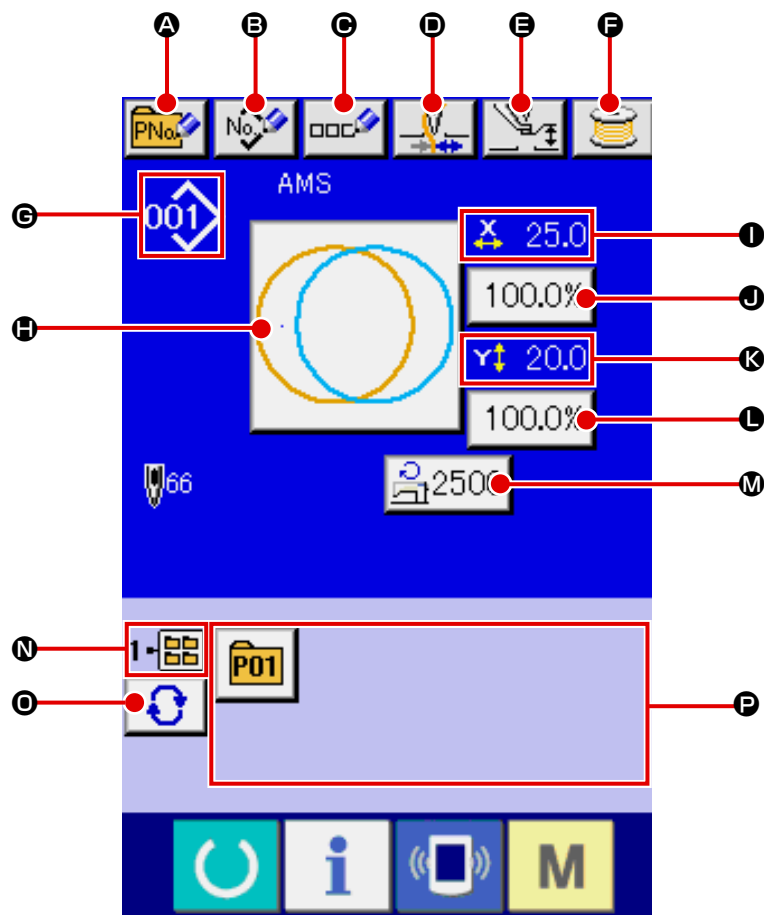 A B C D E F
PNo. No.
001 AMS
G
X 25.0 I
100.0% J
H
Y 20.0 K
100.0% L
66 2500 M
N 1
P01
O P
i M